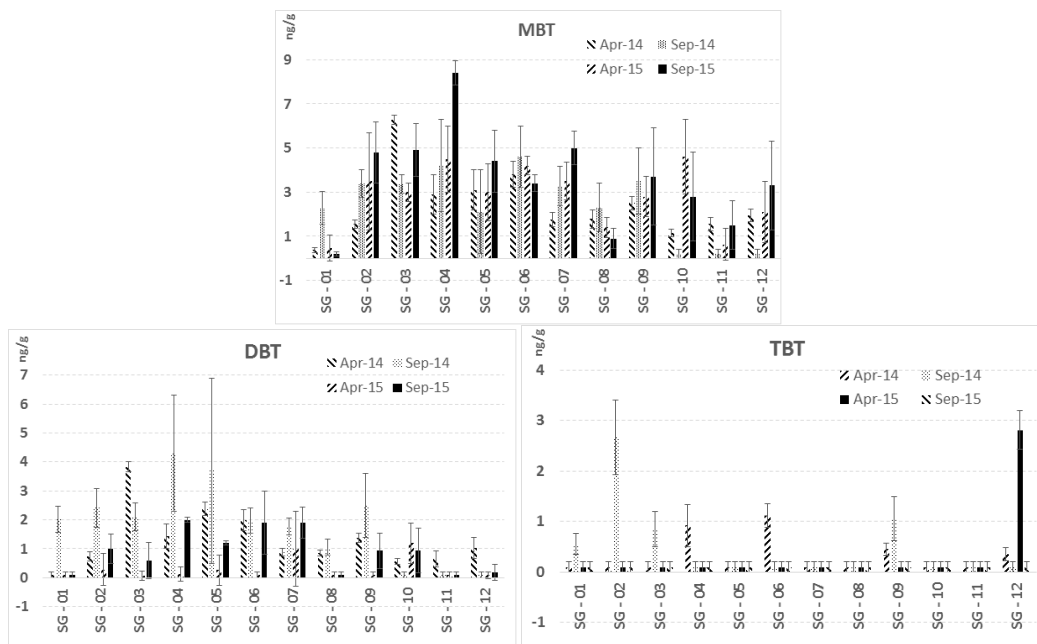 ng/g
MBT
Apr-14 Sep-14
Apr-15 Sep-15
9
7
5
3
1
-1
SG - 01 SG - 02 SG - 03 SG - 04 SG - 05 SG - 06 SG - 07 SG - 08 SG - 09 SG - 10 SG - 11 SG - 12
ng/g
DBT
Apr-14 Sep-14
Apr-15 Sep-15
7
6
5
4
3
2
1
0
-1
SG - 01 SG - 02 SG - 03 SG - 04 SG - 05 SG - 06 SG - 07 SG - 08 SG - 09 SG - 10 SG - 11 SG - 12
ng/g
TBT
Apr-14 Sep-14
Apr-15 Sep-15
4
3
2
1
0
-1
SG - 01 SG - 02 SG - 03 SG - 04 SG - 05 SG - 06 SG - 07 SG - 08 SG - 09 SG - 10 SG - 11 SG - 12